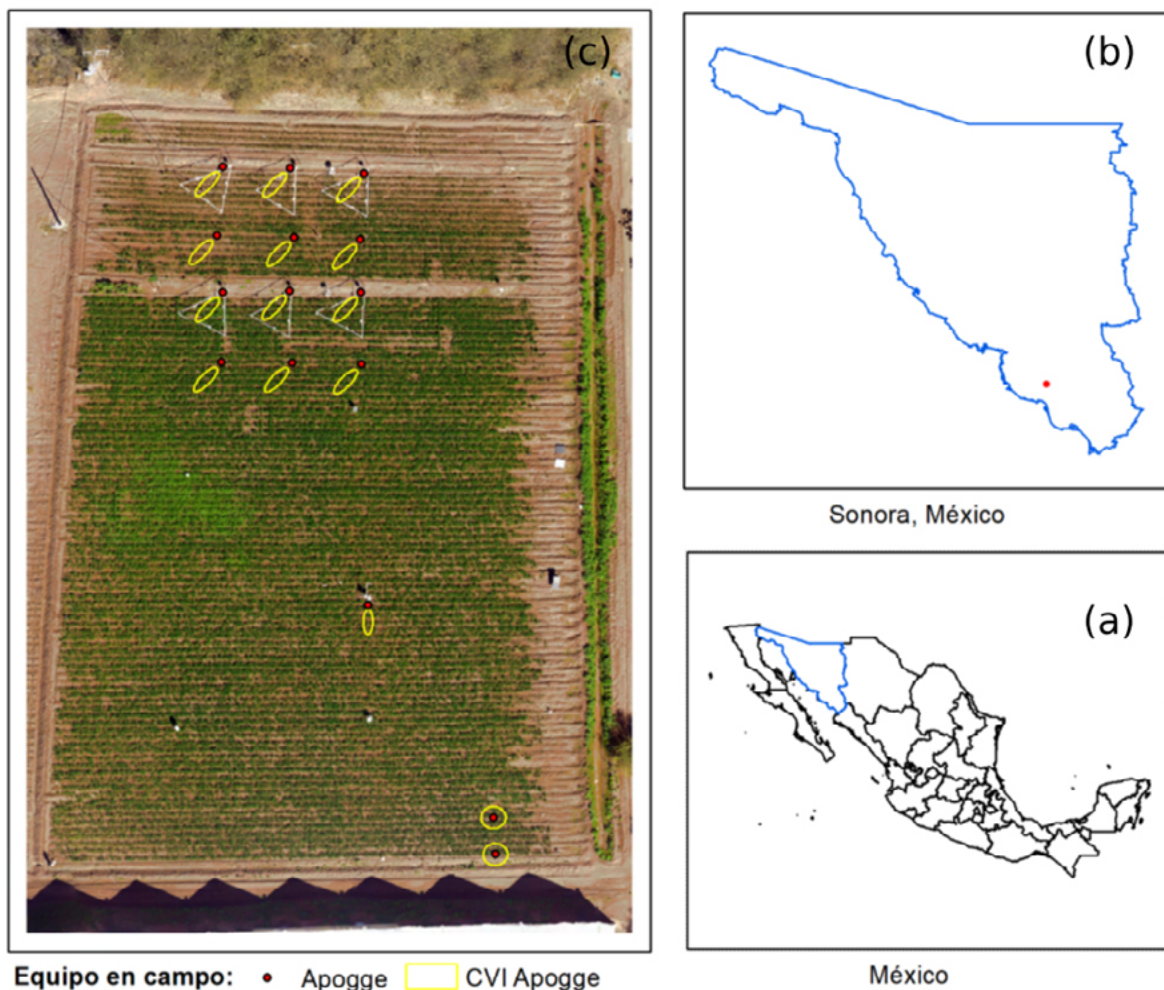 (c)
(b)
Sonora, México
(a)
México
Equipo en campo: Apogge CVI Apogge